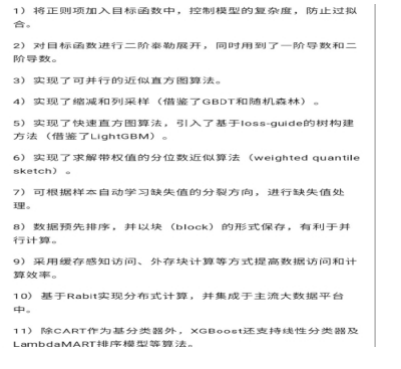 1）将正则项加入目标函数中，控制模型的复杂度，防止过拟
合。
2）对目标函数进行二阶泰勒展开，同时用到了一阶导数和二
阶导数。
3）实现了可并行的近似直方图算法。
4）实现了缩减和列采样（借鉴了GBDT和随机森林）。
5）实现了快速直方图算法，引入了基于loss-guide的树构建
方法（借鉴了LightGBM）。
6）实现了求解带权值的分位数近似算法（weighted quantile
sketch）。
7）可根据样本自动学习缺失值的分裂方向，进行缺失值处
理。
8）数据预先排序，并以块（block）的形式保存，有利于并
行计算。
9）采用缓存感知访问、外存块计算等方式提高数据访问和计
算效率。
10）基于Rabit实现分布式计算，并集成于主流大数据平台
中。
11）除CART作为基分类器外，XGBoost还支持线性分类器及
LambdaMART排序模型等算法。